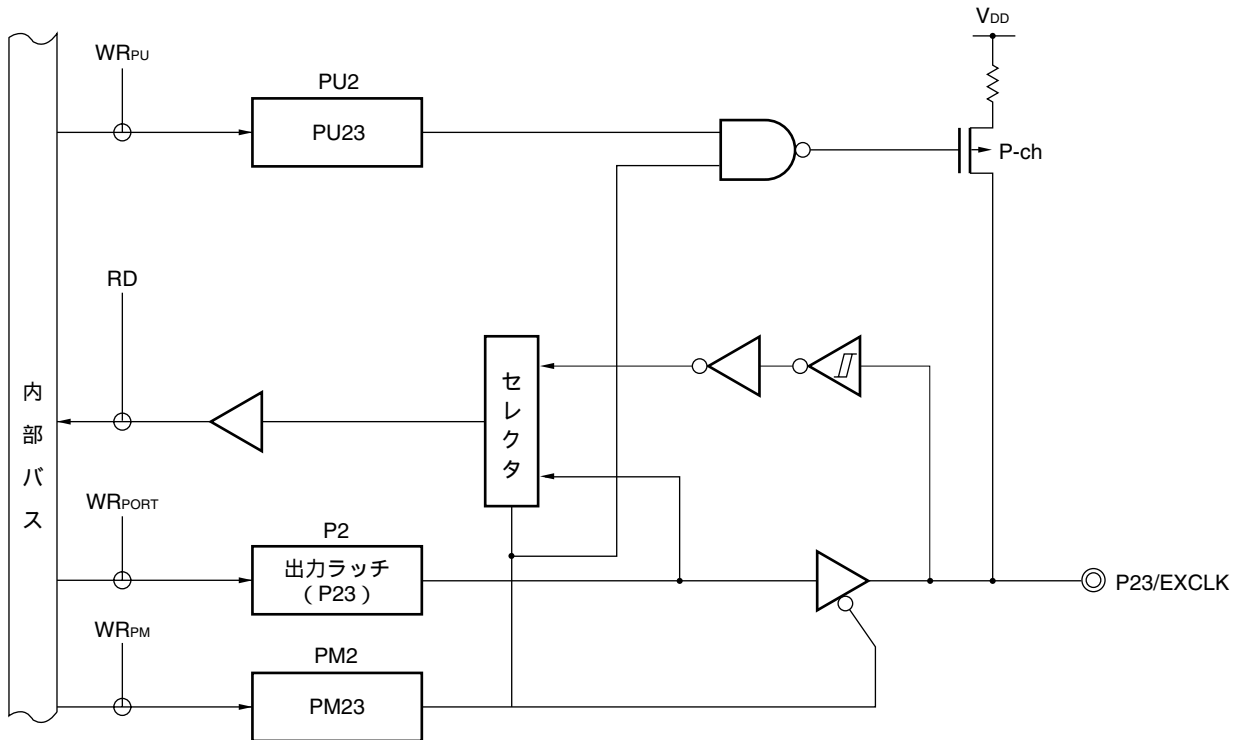 VDD
WRPU
PU2
PU23
P-ch
RD
セレクタ
内部バス
WRPORT
P2
出力ラッチ
(P23)
P23/EXCLK
WRPM
PM2
PM23